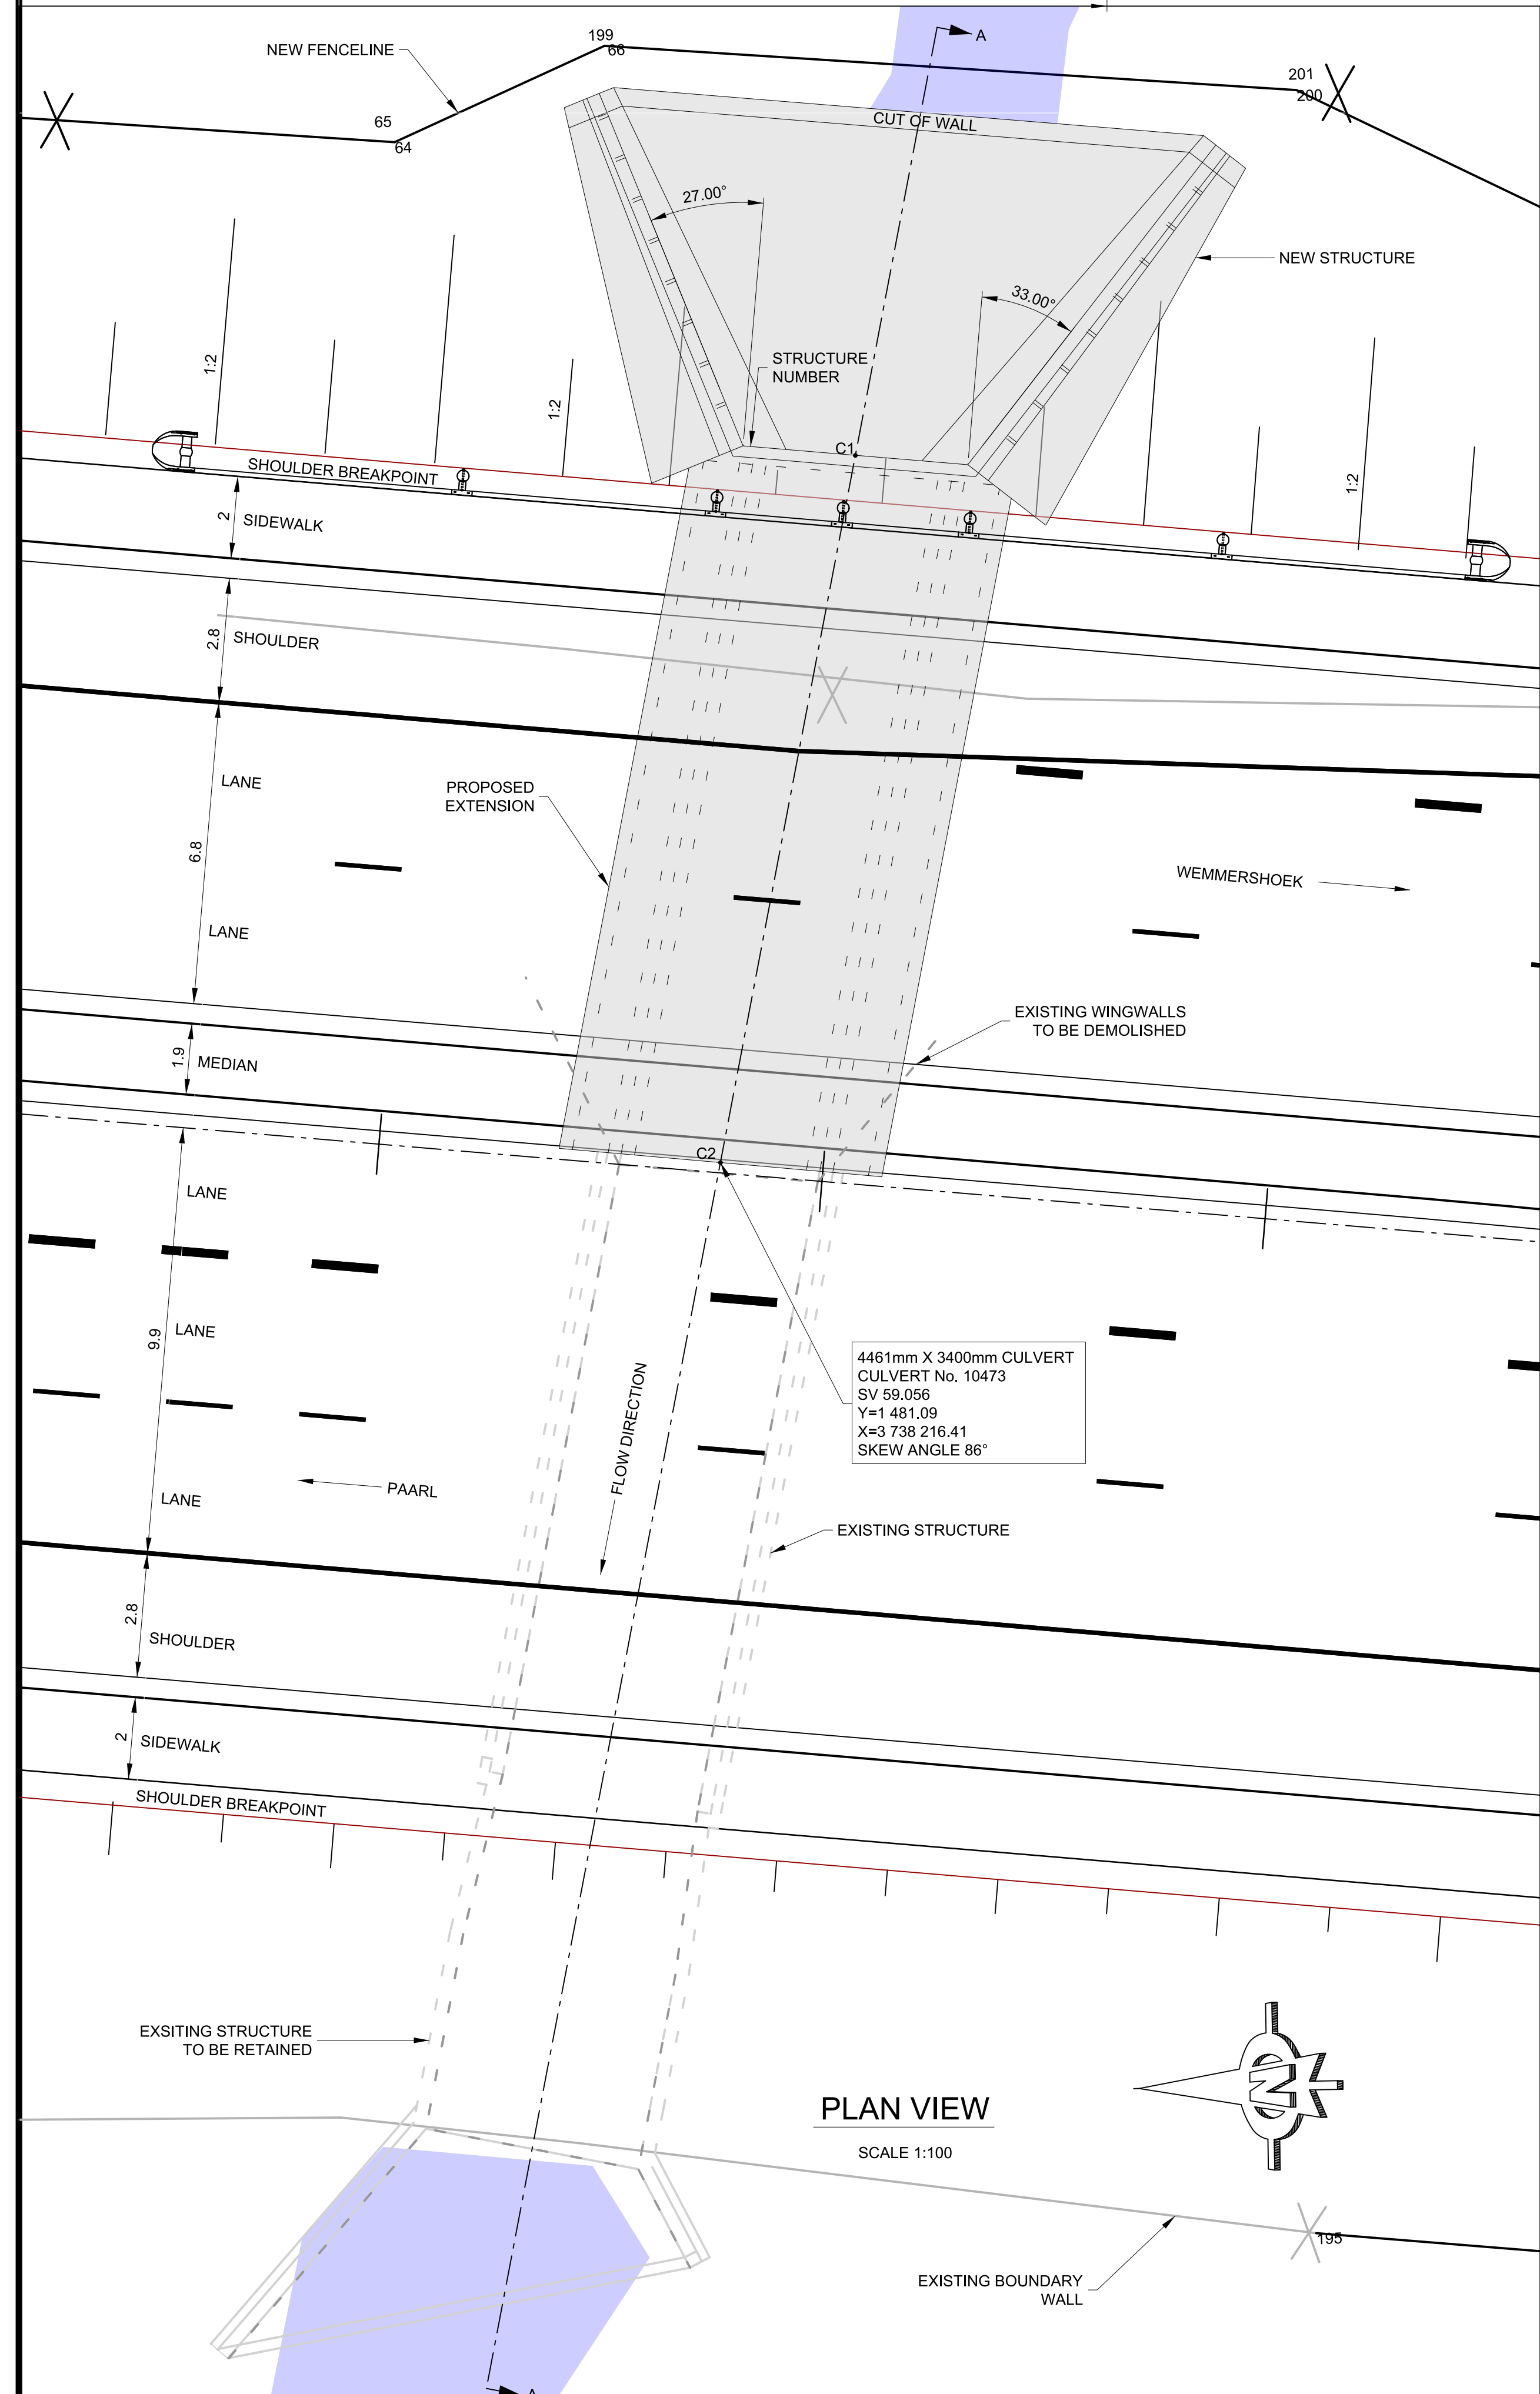 A
199
66
NEW FENCELINE
201
200
65
64
CUT OF WALL
27.00°
NEW STRUCTURE
33.00°
1:2
STRUCTURE
NUMBER
1:2
C1
SHOULDER BREAKPOINT
1:2
2
SIDEWALK
2.8
SHOULDER
LANE
PROPOSED
EXTENSION
6.8
WEMMERSHOEK
LANE
EXISTING WINGWALLS
TO BE DEMOLISHED
1.9
MEDIAN
C2
LANE
9.9
LANE
4461mm X 3400mm CULVERT
CULVERT No. 10473
SV 59.056
Y=1 481.09
X=3 738 216.41
SKEW ANGLE 86°
FLOW DIRECTION
PAARL
LANE
EXISTING STRUCTURE
2.8
SHOULDER
2
SIDEWALK
SHOULDER BREAKPOINT
EXSITING STRUCTURE
TO BE RETAINED
N
PLAN VIEW
SCALE 1:100
195
EXISTING BOUNDARY
WALL
A